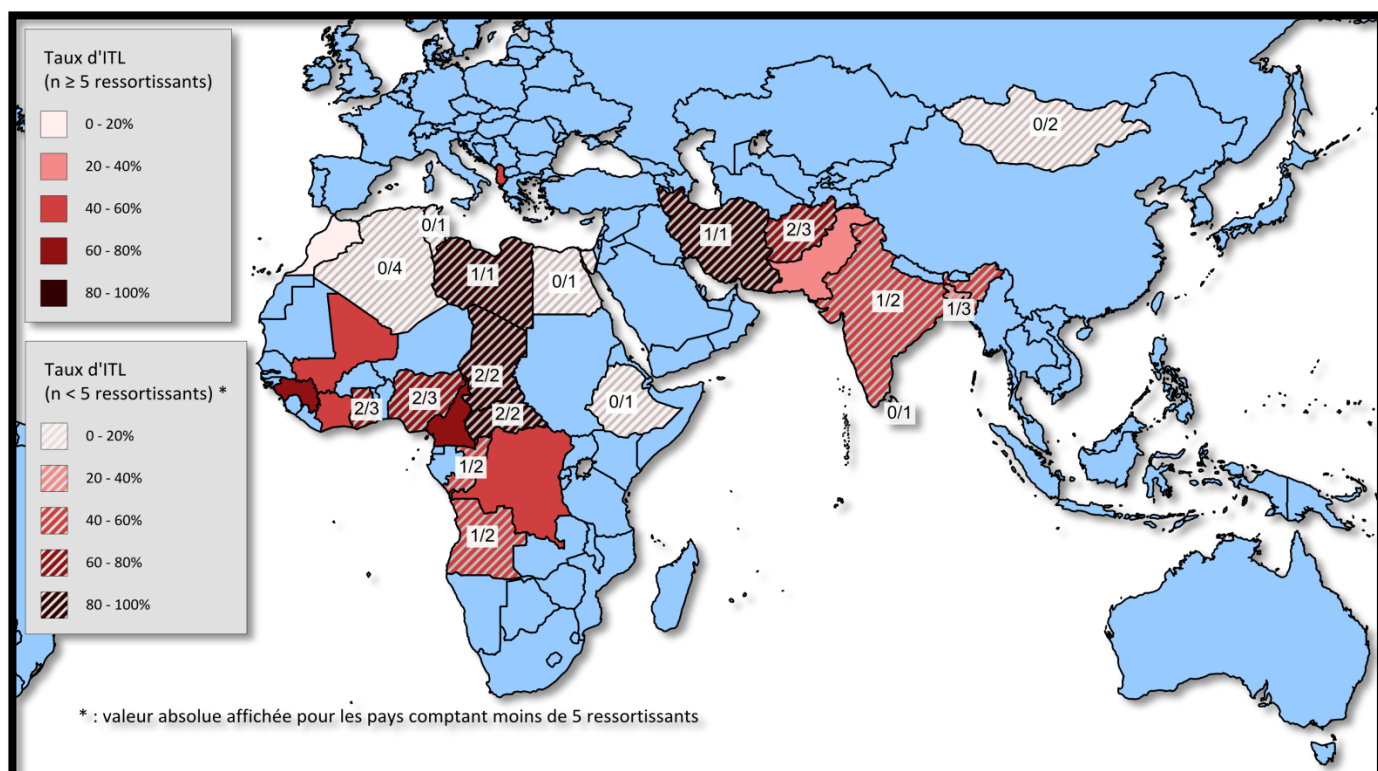 Taux d'ITL
(n ≥ 5 ressortissants)
0 - 20%
20 - 40%
40 - 60%
60 - 80%
80 - 100%
Taux d'ITL
(n < 5 ressortissants) *
0 - 20%
20 - 40%
40 - 60%
60 - 80%
80 - 100%
0/2
0/1
0/4
1/1
0/1
1/1
2/3
1/2
1/3
0/1
2/3
2/3
2/2
2/2
0/1
1/2
1/2
* : valeur absolue affichée pour les pays comptant moins de 5 ressortissants